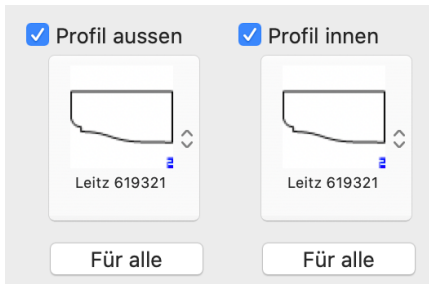 Profil aussen
Profil innen
2
2
Leitz 619321
Leitz 619321
Für alle
Für alle